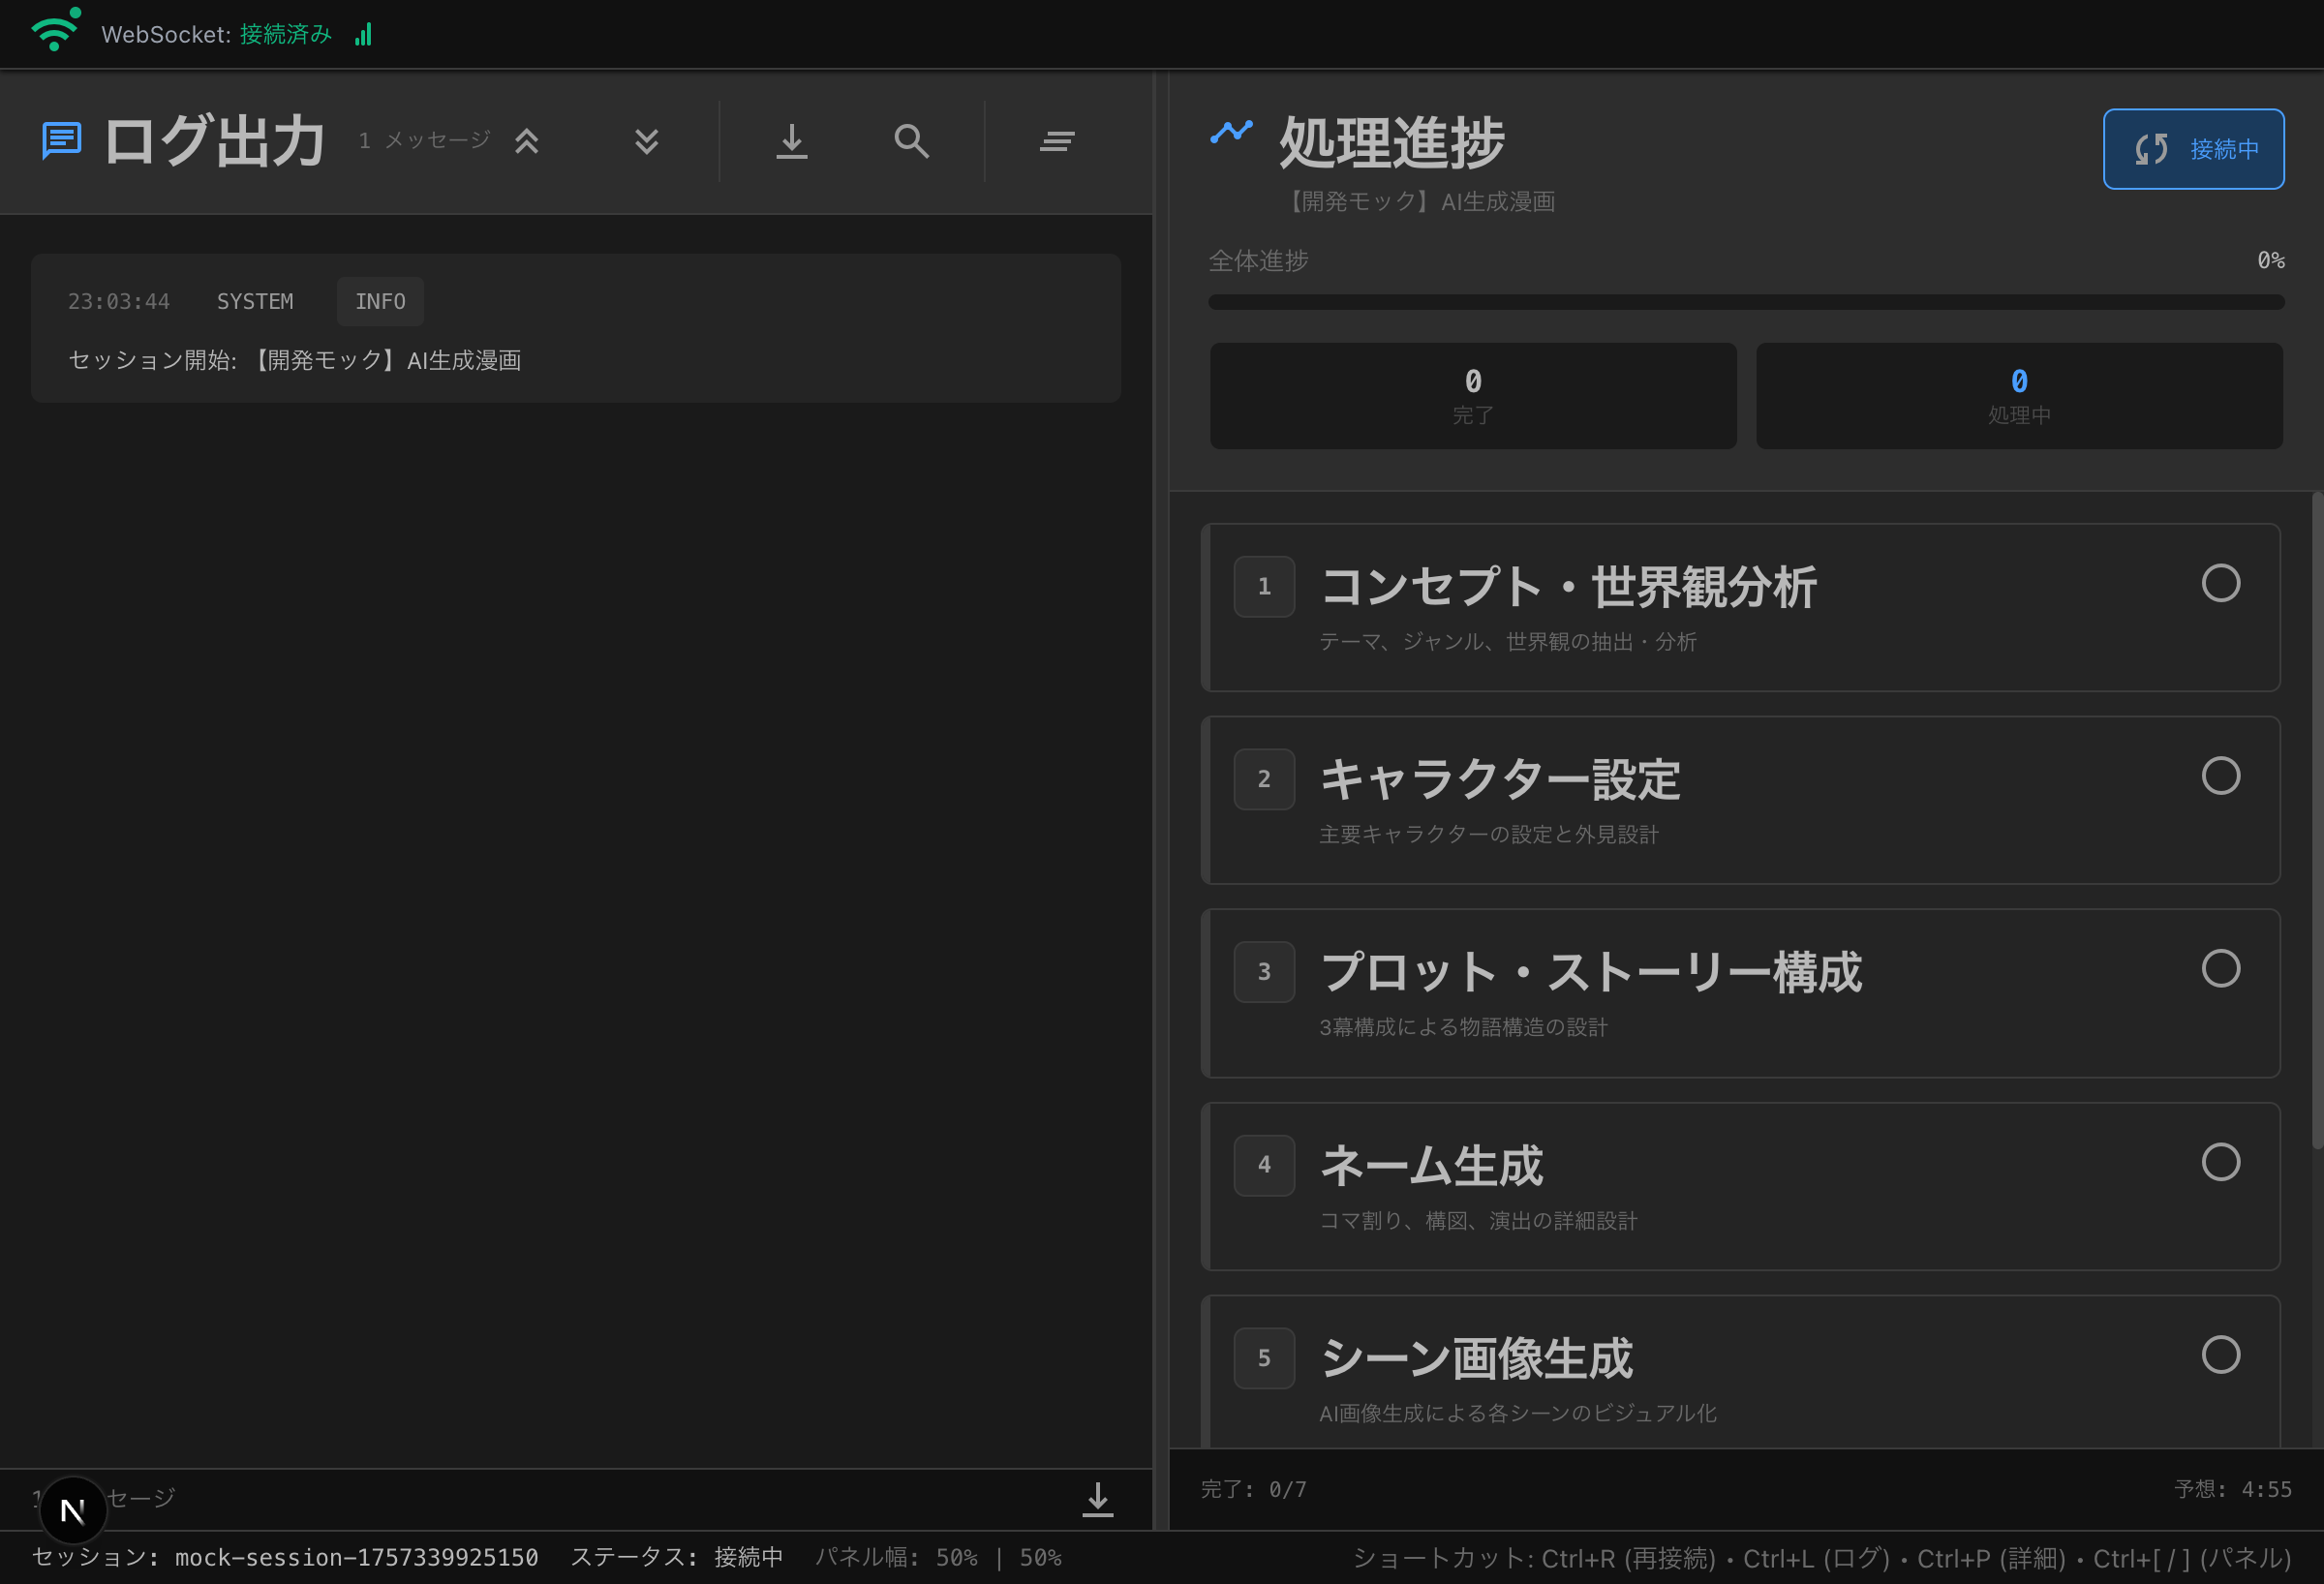 WebSocket: 接続済み
ログ出力
1 メッセージ
23:03:44 SYSTEM INFO
セッション開始: 【開発モック】AI生成漫画
処理進捗
【開発モック】AI生成漫画
接続中
全体進捗
0%
0
完了
0
処理中
1
コンセプト・世界観分析
テーマ、ジャンル、世界観の抽出・分析
2
キャラクター設定
主要キャラクターの設定と外見設計
3
プロット・ストーリー構成
3幕構成による物語構造の設計
4
ネーム生成
コマ割り、構図、演出の詳細設計
5
シーン画像生成
AI画像生成による各シーンのビジュアル化
セージ
N
完了: 0/7
予想: 4:55
セッション: mock-session-1757339925150 ステータス: 接続中 パネル幅: 50% | 50%
ショートカット: Ctrl+R (再接続) • Ctrl+L (ログ) • Ctrl+P (詳細) • Ctrl+[ / ] (パネル)